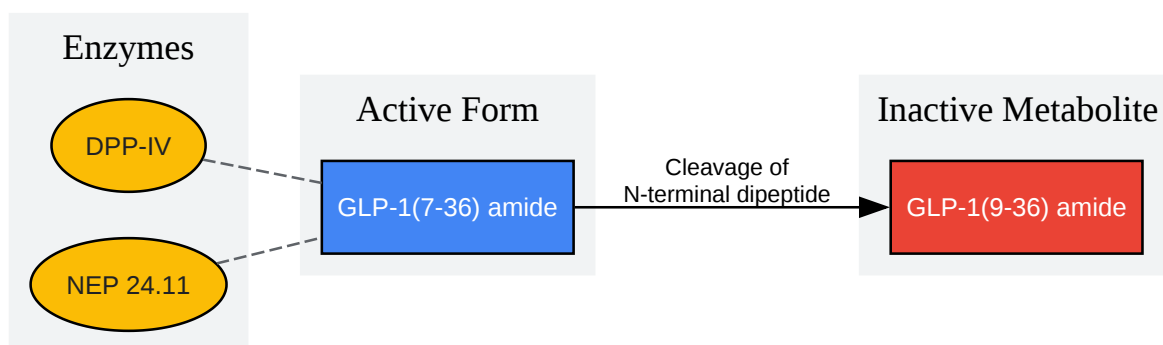 Enzymes
DPP-IV
NEP 24.11
Active Form
GLP-1(7-36) amide
Cleavage of
N-terminal dipeptide
Inactive Metabolite
GLP-1(9-36) amide